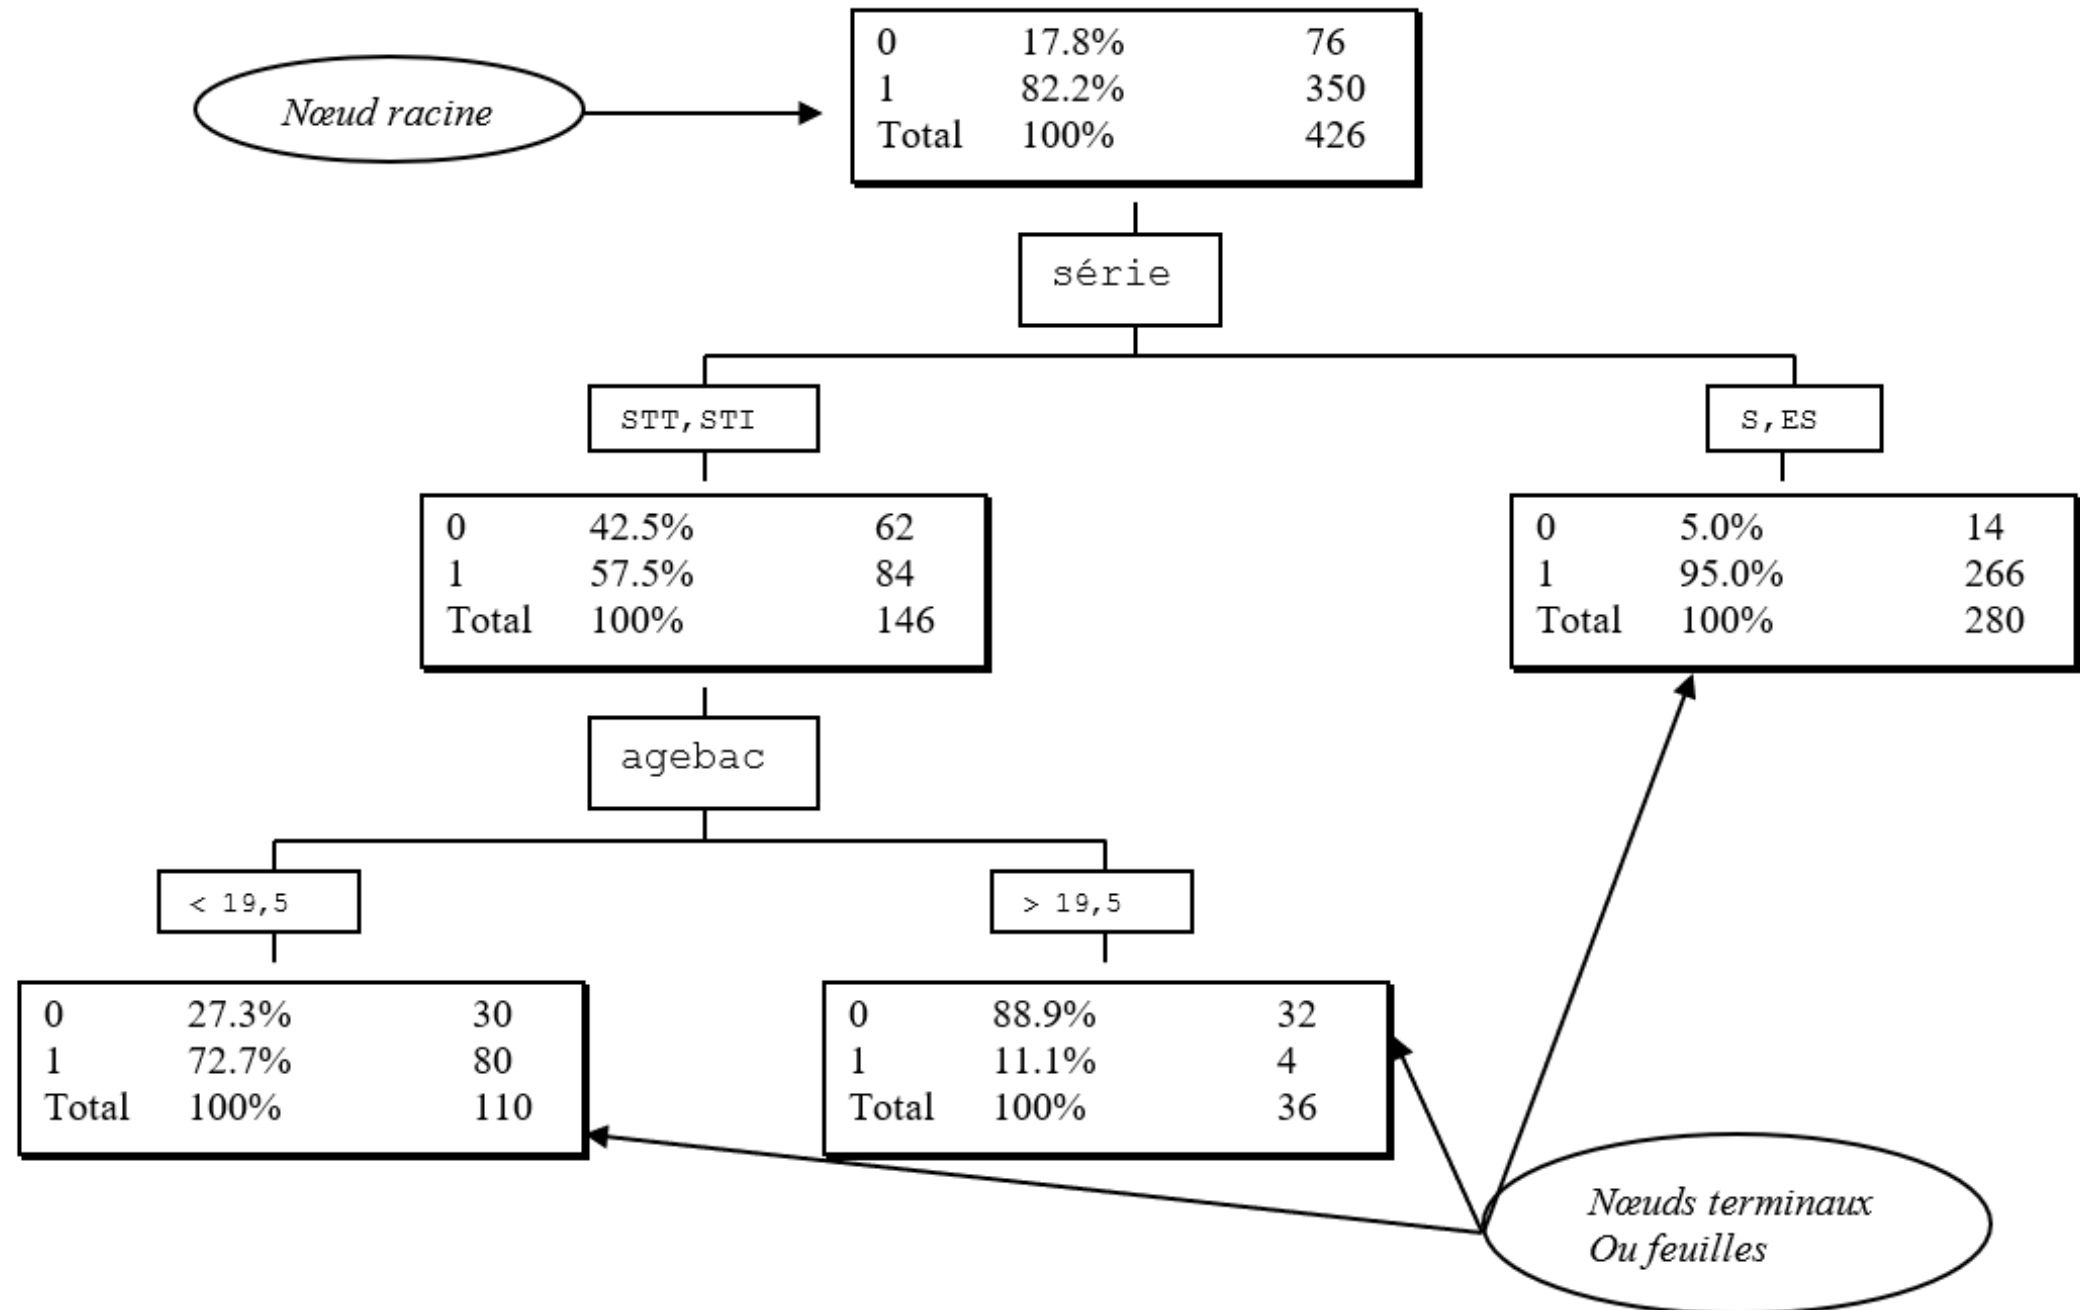 0 17.8% 76
1 82.2% 350
Total 100% 426
Nœud racine
série
STT,STI
S,ES
0 42.5% 62
1 57.5% 84
Total 100% 146
0 5.0% 14
1 95.0% 266
Total 100% 280
agebac
< 19,5
> 19,5
0 27.3% 30
1 72.7% 80
Total 100% 110
0 88.9% 32
1 11.1% 4
Total 100% 36
Nœuds terminaux
Ou feuilles